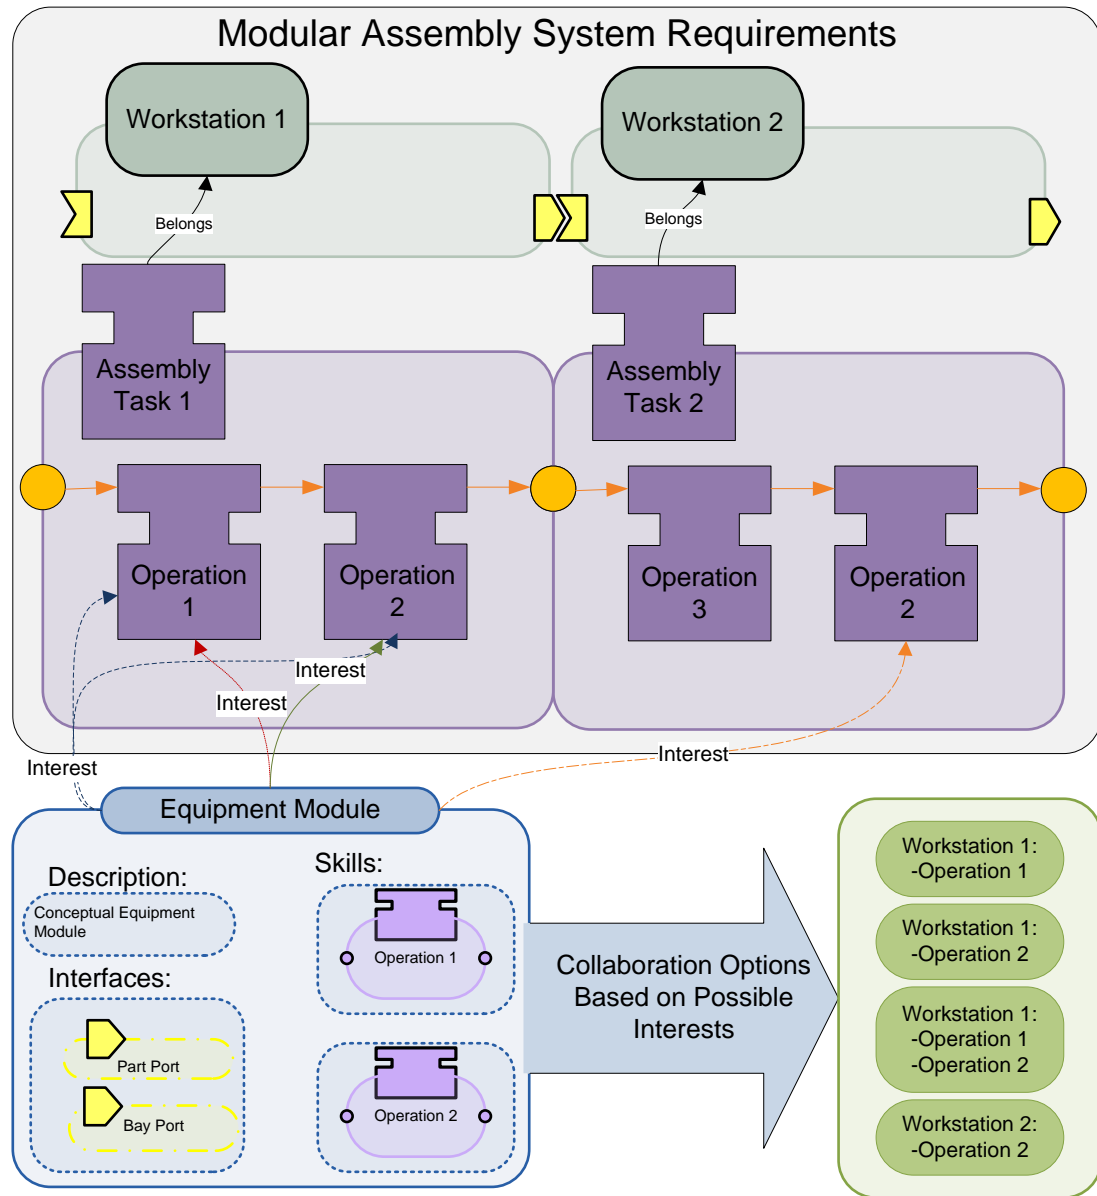 Modular Assembly System Requirements
Workstation 1
Workstation 2
Belongs
Belongs
Assembly
Task 1
Assembly
Task 2
Operation
1
Operation
2
Operation
3
Operation
2
Interest
Interest
Interest
Interest
Equipment Module
Description:
Conceptual Equipment
Module
Interfaces:
Part Port
Bay Port
Skills:
Operation 1
Operation 2
Collaboration Options
Based on Possible
Interests
Workstation 1:
-Operation 1
Workstation 1:
-Operation 2
Workstation 1:
-Operation 1
-Operation 2
Workstation 2:
-Operation 2